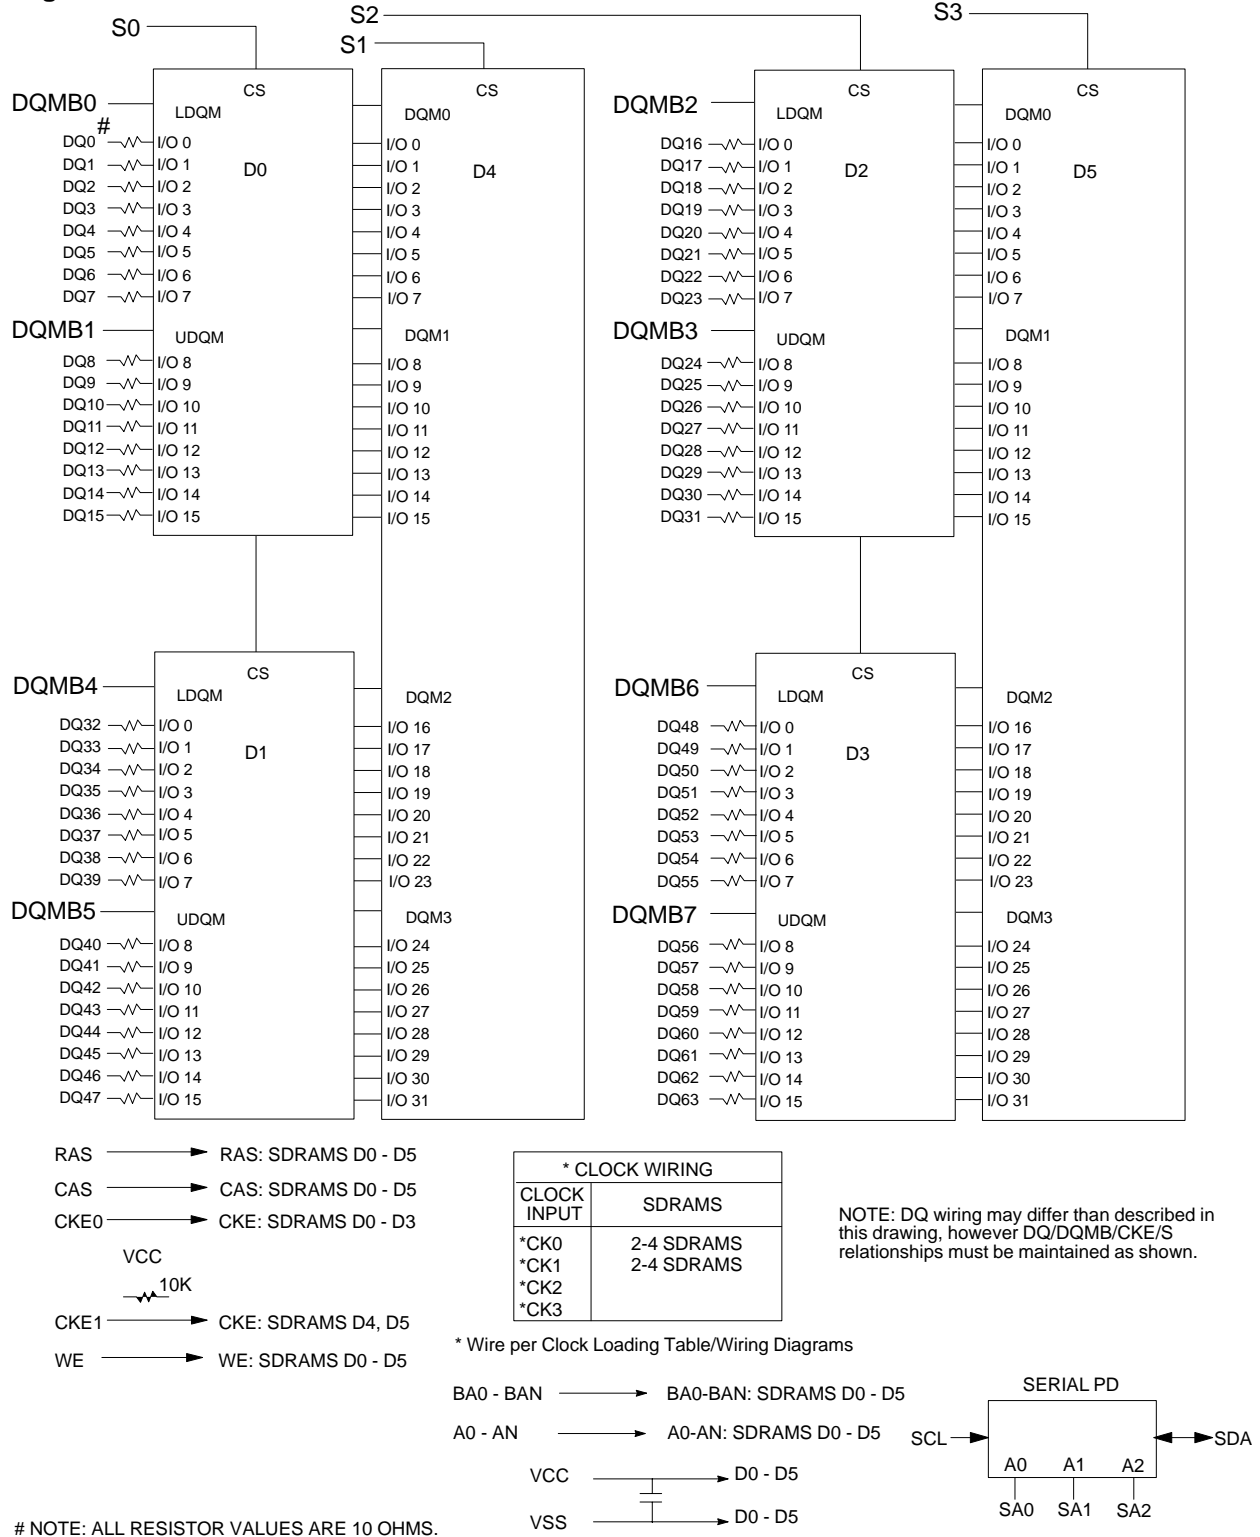 S0
S2
S1
S3
CS
LDQM
DQMB0
#
DQ0 I/O 0
DQ1 I/O 1
DQ2 I/O 2
DQ3 I/O 3
DQ4 I/O 4
DQ5 I/O 5
DQ6 I/O 6
DQ7 I/O 7
D0
DQMB1
UDQM
DQ8 I/O 8
DQ9 I/O 9
DQ10 I/O 10
DQ11 I/O 11
DQ12 I/O 12
DQ13 I/O 13
DQ14 I/O 14
DQ15 I/O 15
CS
DQM0
I/O 0
I/O 1
I/O 2
I/O 3
I/O 4
I/O 5
I/O 6
I/O 7
D4
DQM1
I/O 8
I/O 9
I/O 10
I/O 11
I/O 12
I/O 13
I/O 14
I/O 15
CS
DQMB2
LDQM
DQ16 I/O 0
DQ17 I/O 1
DQ18 I/O 2
DQ19 I/O 3
DQ20 I/O 4
DQ21 I/O 5
DQ22 I/O 6
DQ23 I/O 7
D2
DQMB3
UDQM
DQ24 I/O 8
DQ25 I/O 9
DQ26 I/O 10
DQ27 I/O 11
DQ28 I/O 12
DQ29 I/O 13
DQ30 I/O 14
DQ31 I/O 15
CS
DQM0
I/O 0
I/O 1
I/O 2
I/O 3
I/O 4
I/O 5
I/O 6
I/O 7
D5
DQM1
I/O 8
I/O 9
I/O 10
I/O 11
I/O 12
I/O 13
I/O 14
I/O 15
CS
DQMB4
LDQM
DQ32 I/O 0
DQ33 I/O 1
DQ34 I/O 2
DQ35 I/O 3
DQ36 I/O 4
DQ37 I/O 5
DQ38 I/O 6
DQ39 I/O 7
D1
DQMB5
UDQM
DQ40 I/O 8
DQ41 I/O 9
DQ42 I/O 10
DQ43 I/O 11
DQ44 I/O 12
DQ45 I/O 13
DQ46 I/O 14
DQ47 I/O 15
DQM2
I/O 16
I/O 17
I/O 18
I/O 19
I/O 20
I/O 21
I/O 22
I/O 23
DQM3
I/O 24
I/O 25
I/O 26
I/O 27
I/O 28
I/O 29
I/O 30
I/O 31
CS
DQMB6
LDQM
DQ48 I/O 0
DQ49 I/O 1
DQ50 I/O 2
DQ51 I/O 3
DQ52 I/O 4
DQ53 I/O 5
DQ54 I/O 6
DQ55 I/O 7
D3
DQMB7
UDQM
DQ56 I/O 8
DQ57 I/O 9
DQ58 I/O 10
DQ59 I/O 11
DQ60 I/O 12
DQ61 I/O 13
DQ62 I/O 14
DQ63 I/O 15
DQM2
I/O 16
I/O 17
I/O 18
I/O 19
I/O 20
I/O 21
I/O 22
I/O 23
DQM3
I/O 24
I/O 25
I/O 26
I/O 27
I/O 28
I/O 29
I/O 30
I/O 31
RAS RAS: SDRAMS D0 - D5
CAS CAS: SDRAMS D0 - D5
CKE0 CKE: SDRAMS D0 - D3
VCC
10K
CKE1 CKE: SDRAMS D4, D5
WE WE: SDRAMS D0 - D5
* CLOCK WIRING
CLOCK INPUT SDRAMS
*CK0 2-4 SDRAMS
*CK1 2-4 SDRAMS
*CK2
*CK3
* Wire per Clock Loading Table/Wiring Diagrams
NOTE: DQ wiring may differ than described in
this drawing, however DQ/DQMB/CKE/S
relationships must be maintained as shown.
BA0 - BAN BA0-BAN: SDRAMS D0 - D5
A0 - AN A0-AN: SDRAMS D0 - D5
VCC D0 - D5
VSS D0 - D5
SERIAL PD
SCL SDA
A0 A1 A2
SA0 SA1 SA2
# NOTE: ALL RESISTOR VALUES ARE 10 OHMS.